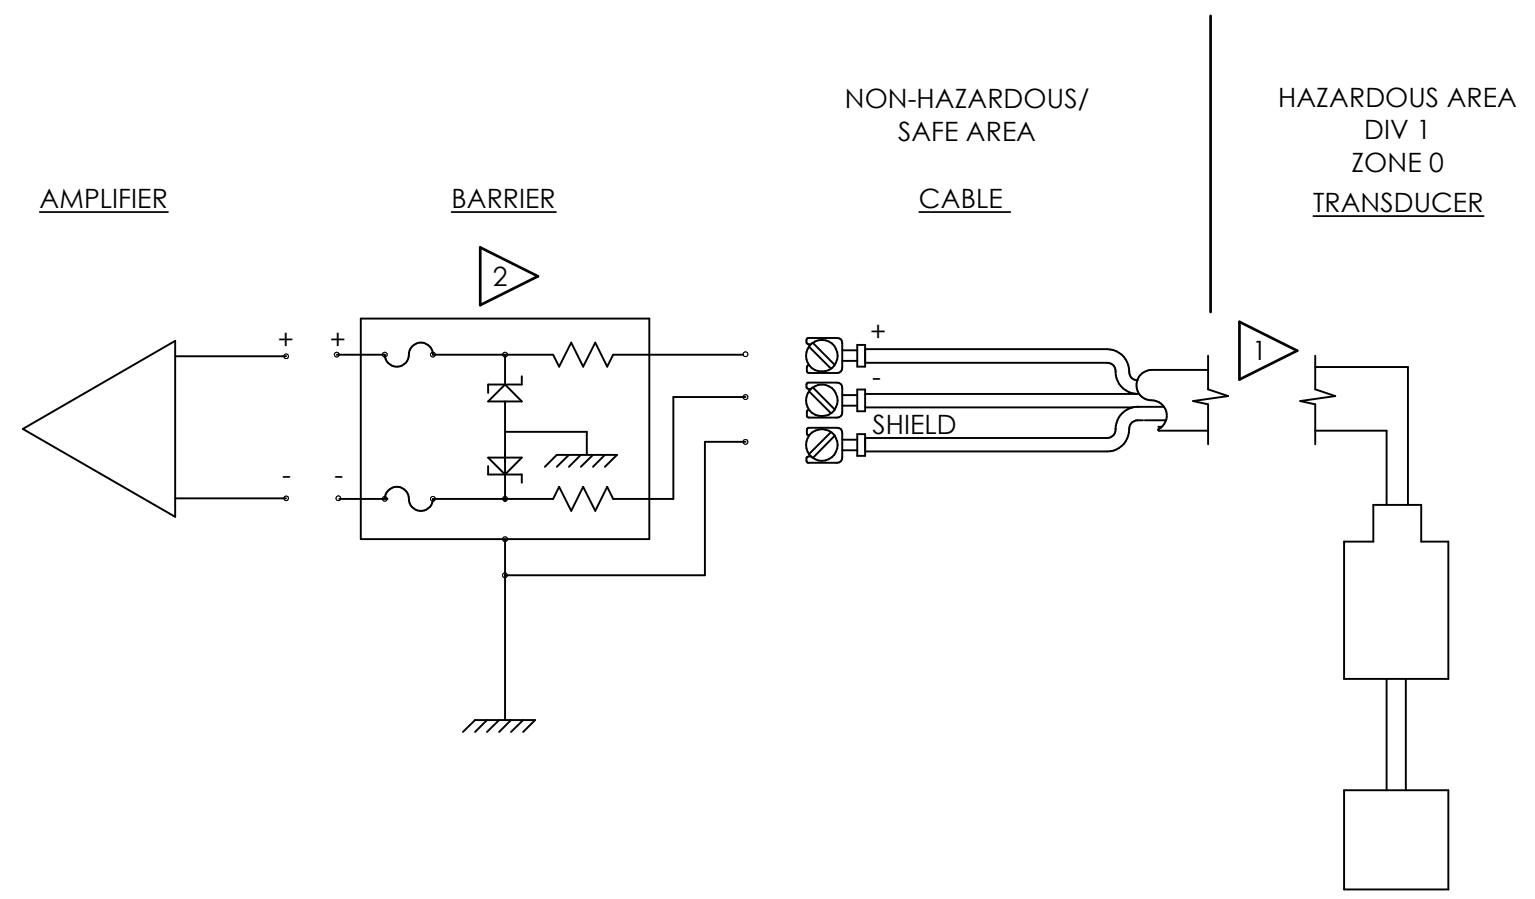 NON-HAZARDOUS/
SAFE AREA
HAZARDOUS AREA
DIV 1
ZONE 0
AMPLIFIER
BARRIER
CABLE
TRANSDUCER
2
+
+
+
1
-
SHIELD
-
-